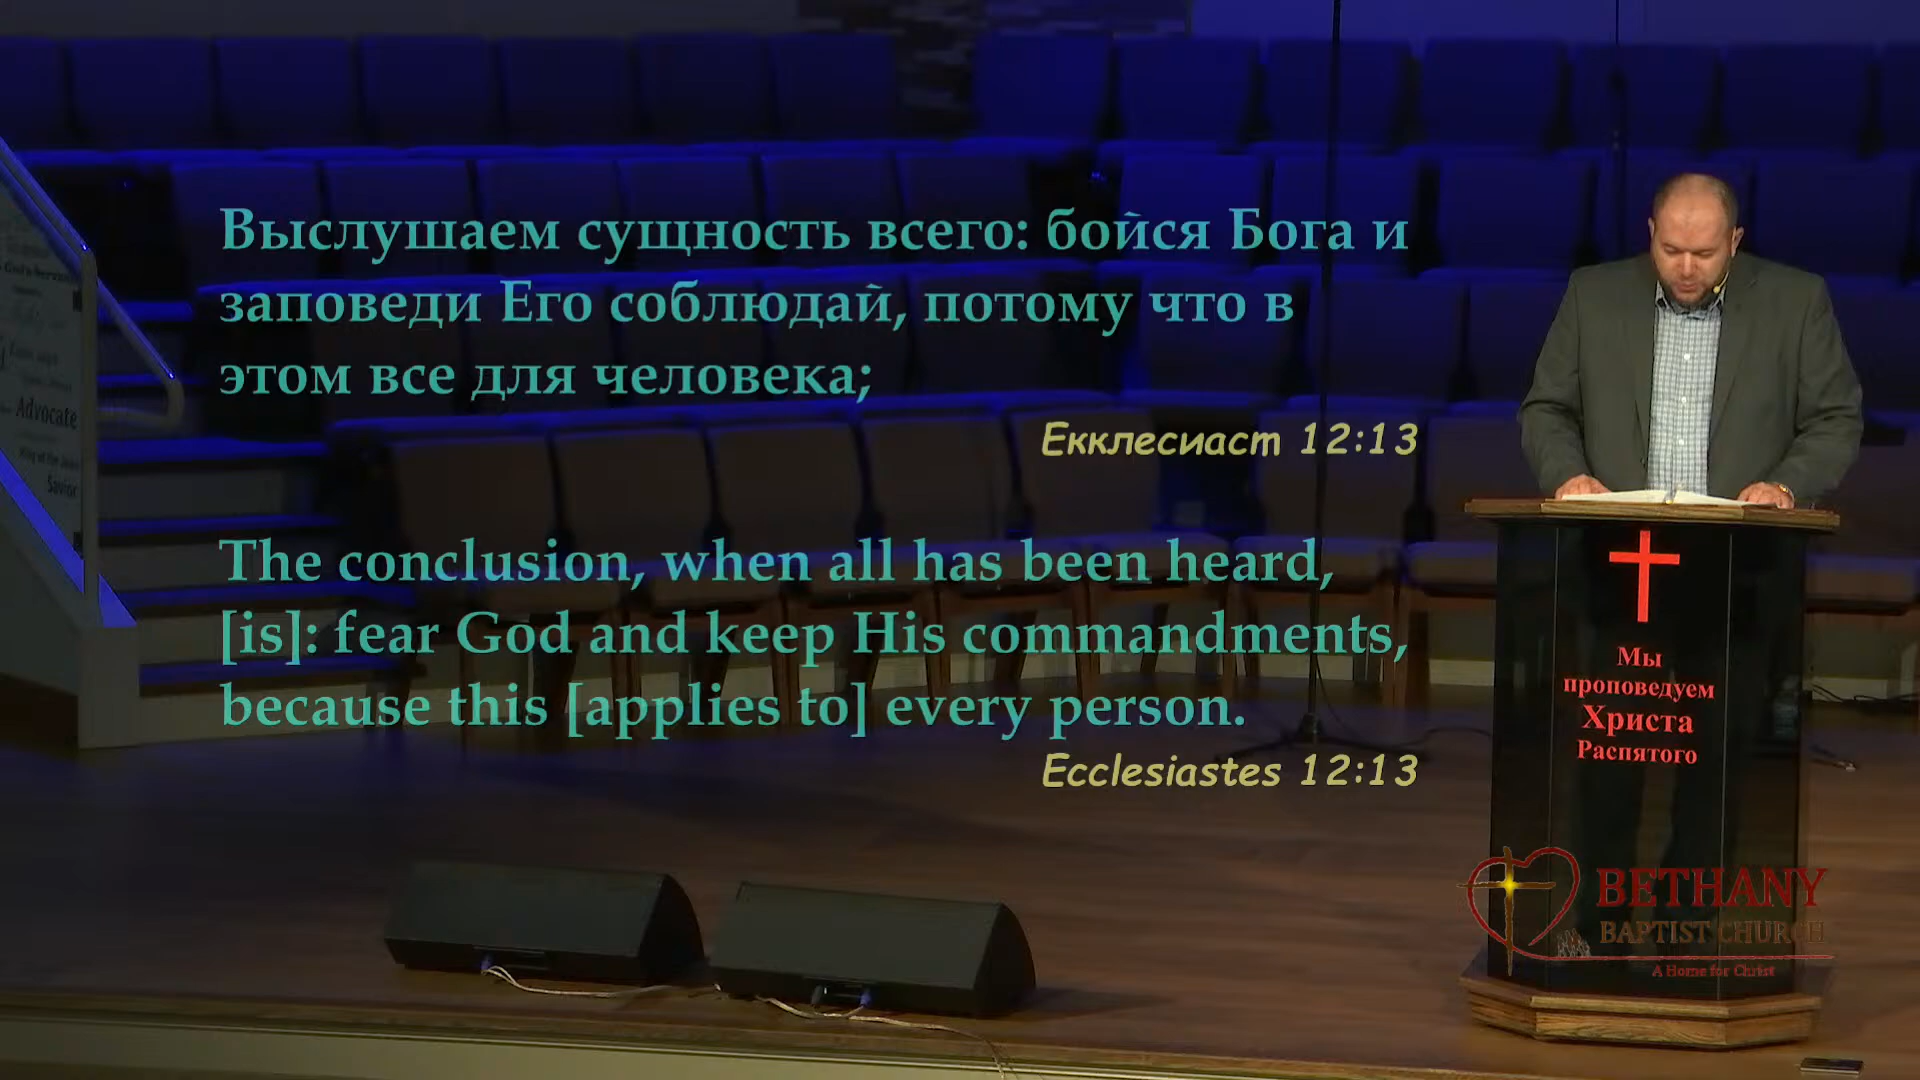 Выслушаем сущность всего: бойся Бога и
заповеди Его соблюдай, потому что в
этом все для человека;
Екклесиаст 12:13
The conclusion, when all has been heard,
[is]: fear God and keep His commandments,
because this [applies to] every person.
Ecclesiastes 12:13
Advocate
Savior
Мы
проповедуем
Христа
Распятого
BETHANY
BAPTIST CHURCH
A Home for Christ